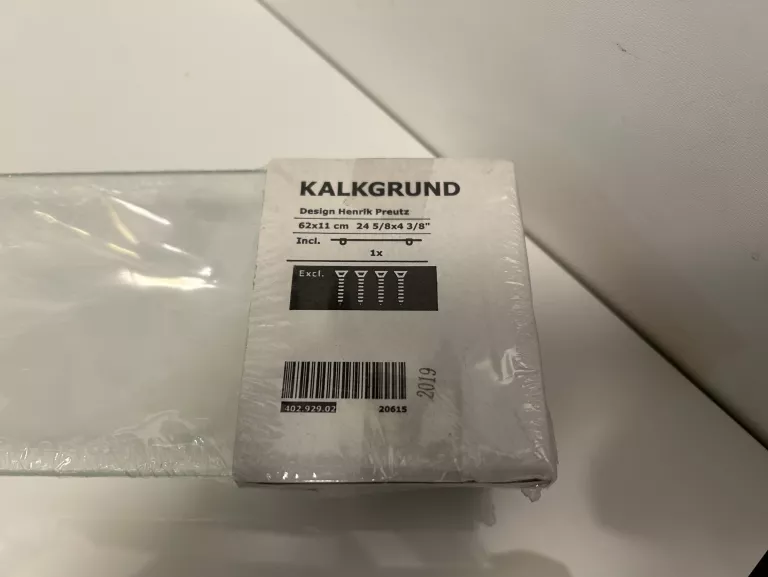 KALKGRUND
Design Henrik Preutz
62x11 cm 24 5/8x4 3/8"
Incl.
1x
Excl.
402.929.02 20615
2019